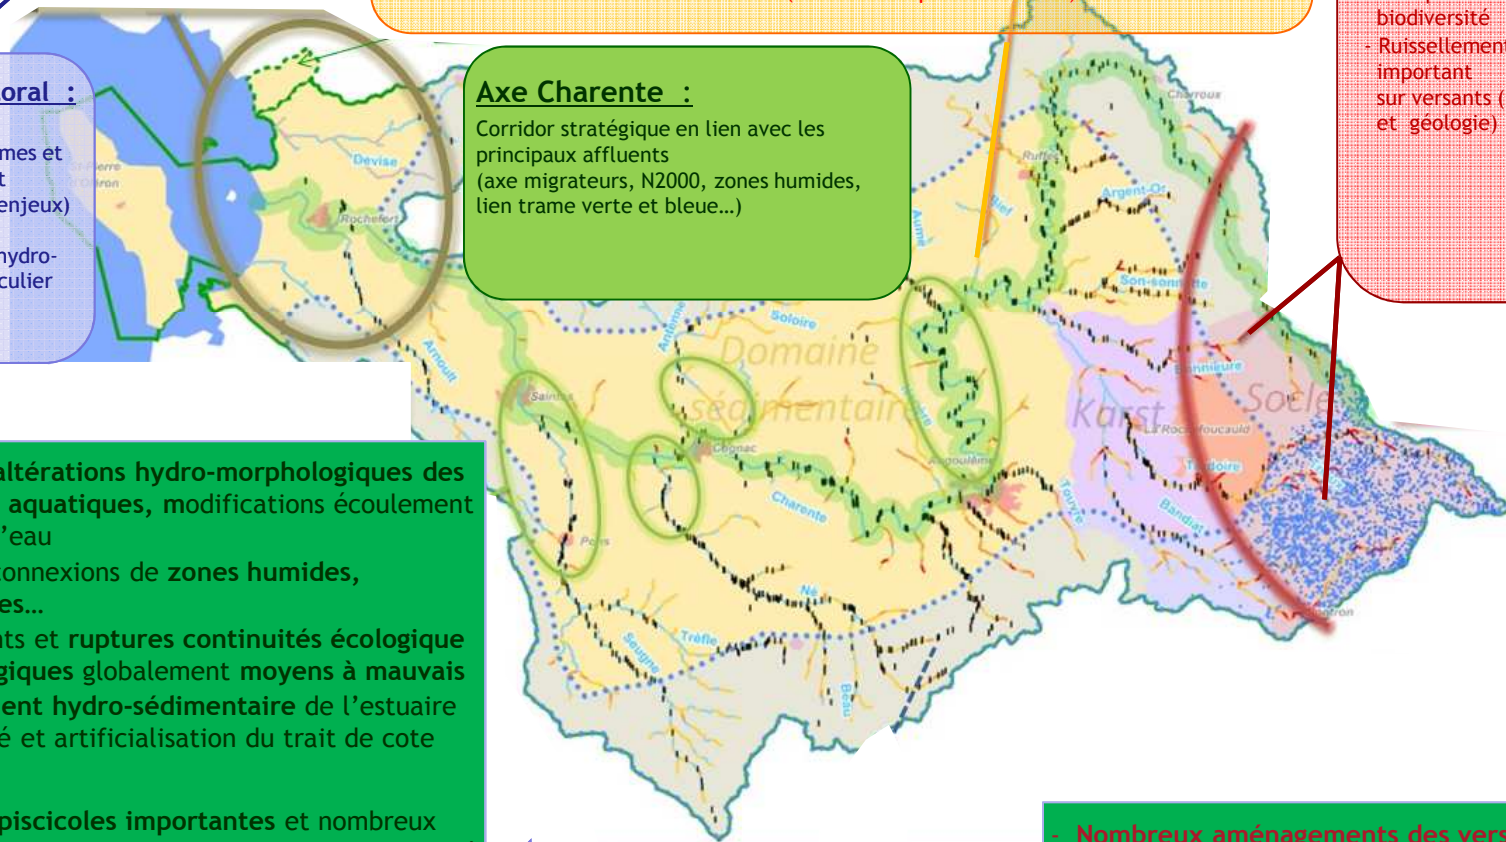 oral :
mes et
t
enjeux)
hydro-
culier
Axe Charente :
Corridor stratégique en lien avec les
principaux affluents
(axe migrateurs, N2000, zones humides,
lien trame verte et bleue…)
biodiversité
- Ruissellement
important
sur versants (
et géologie)
altérations hydro-morphologiques des
aquatiques, modifications écoulement
'eau
connexions de zones humides,
es…
nts et ruptures continuités écologique
giques globalement moyens à mauvais
ent hydro-sédimentaire de l'estuaire
é et artificialisation du trait de cote
piscicoles importantes et nombreux
- Nombreux aménagements des vers
Devise
Rochefort
Charroux
Ruffec
Argent-Or
Bief
Aume
Son-sonnette
Soloire
Antenne
Arnoult
Domaine
sédimentaire
Bonnieure
Karst
Socle
La Rochefoucauld
Saintes
Cognac
Angoulême
Tardoire
Charente
Touvre
Bandiat
Pons
Né
Trèfle
Seugne
Beau